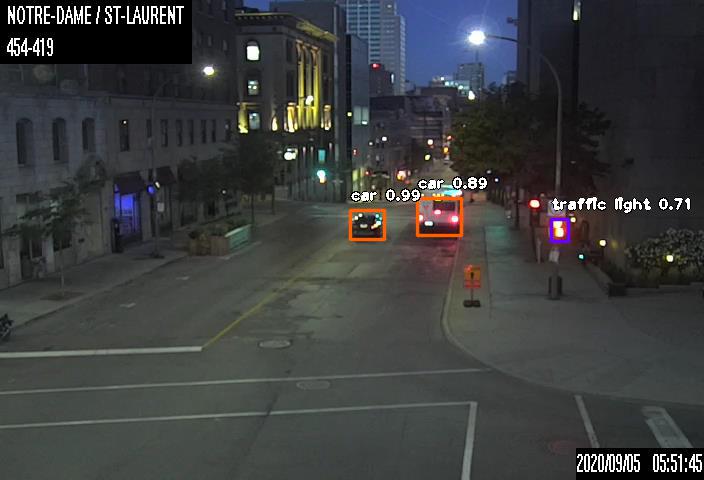 NOTRE-DAME / ST-LAURENT
454-419
car 0.99
car 0.89
traffic light 0.71
2020/09/05 05:51:45